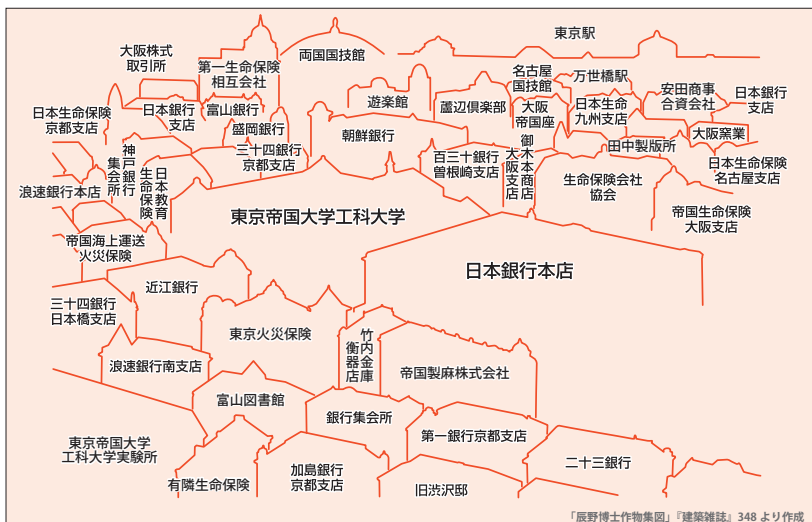 東京駅
両国国技館
大阪株式
取引所
第一生命保険
相互会社
名古屋
国技館
万世橋駅
安田商事
合資会社
日本銀行
支店
日本生命保険
京都支店
日本銀行
支店
富山銀行
遊楽館
蘆辺倶楽部
大阪
帝国座
日本生命
九州支店
盛岡銀行
朝鮮銀行
大阪窯業
田中製版所
神戸銀行
集会所
三十四銀行
京都支店
百三十銀行
曽根崎支店
御木本商店
大阪支店
日本生命保険
名古屋支店
浪速銀行本店
日本教育
生命保険
生命保険会社
協会
帝国生命保険
大阪支店
東京帝国大学工科大学
帝国海上運送
火災保険
日本銀行本店
近江銀行
三十四銀行
日本橋支店
東京火災保険
竹内金庫
衡器店
浪速銀行南支店
帝国製麻株式会社
富山図書館
銀行集会所
東京帝国大学
工科大学実験所
第一銀行京都支店
二十三銀行
有隣生命保険
加島銀行
京都支店
旧渋沢邸
「辰野博士作物集図」『建築雑誌』348 より作成